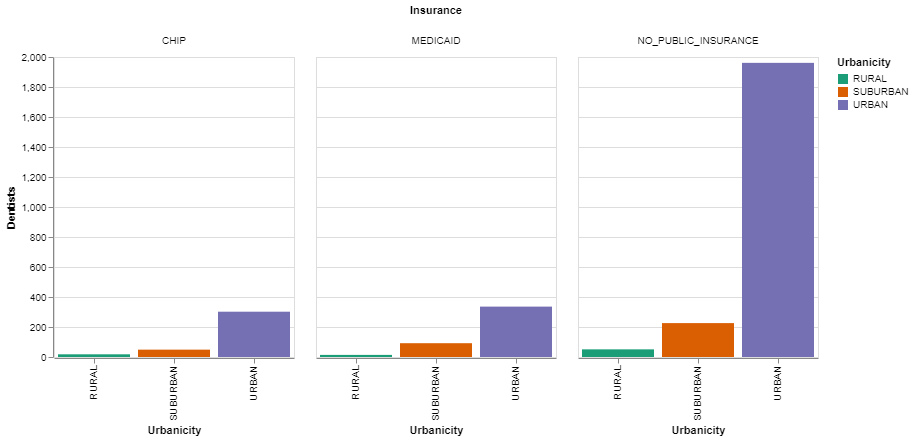 Insurance
CHIP
MEDICAID
NO_PUBLIC_INSURANCE
Dentists
2,000
1,800
1,600
1,400
1,200
1,000
800
600
400
200
0
RURAL
SUBURBAN
URBAN
RURAL
SUBURBAN
URBAN
RURAL
SUBURBAN
URBAN
Urbanicity
Urbanicity
Urbanicity
Urbanicity
RURAL
SUBURBAN
URBAN